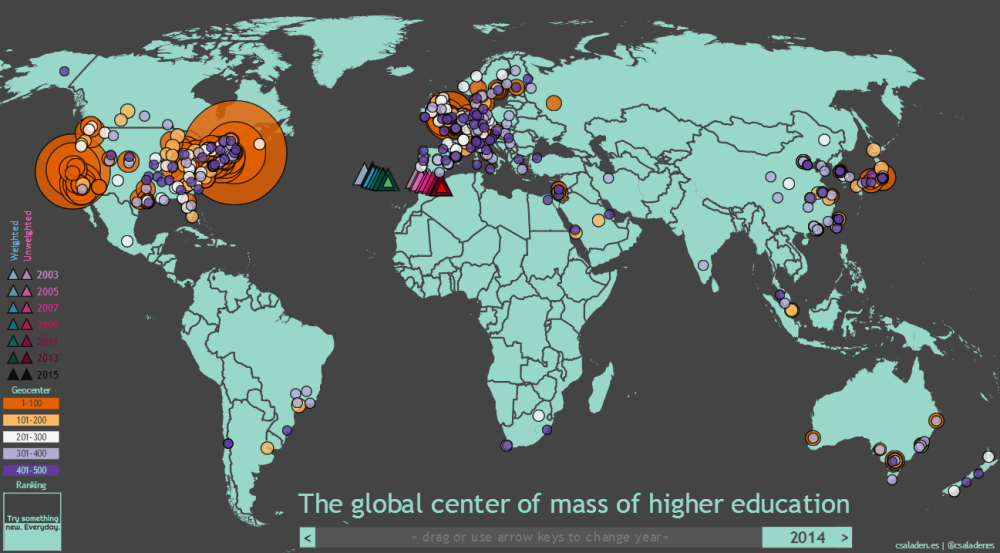 Weighted
Unweighted
2003
2005
2007
2009
2011
2013
2015
Geocenter
1-100
101-200
201-300
301-400
401-500
Ranking
Try something
new. Everyday.
The global center of mass of higher education
< = drag or use arrow keys to change year= 2014 >
csaladen.es | @csaladenes